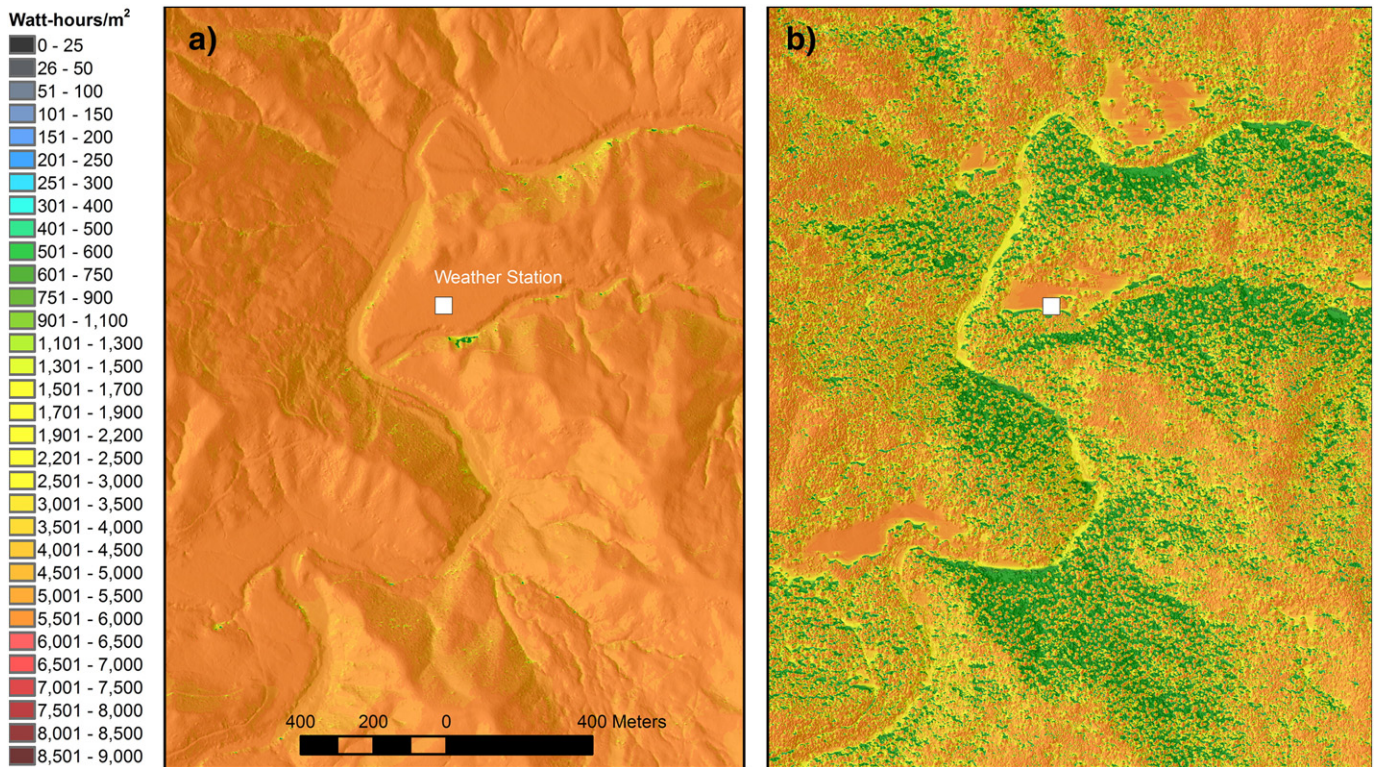 Watt-hours/m²
0 - 25
26 - 50
51 - 100
101 - 150
151 - 200
201 - 250
251 - 300
301 - 400
401 - 500
501 - 600
601 - 750
751 - 900
901 - 1,100
1,101 - 1,300
1,301 - 1,500
1,501 - 1,700
1,701 - 1,900
1,901 - 2,200
2,201 - 2,500
2,501 - 3,000
3,001 - 3,500
3,501 - 4,000
4,001 - 4,500
4,501 - 5,000
5,001 - 5,500
5,501 - 6,000
6,001 - 6,500
6,501 - 7,000
7,001 - 7,500
7,501 - 8,000
8,001 - 8,500
8,501 - 9,000
a)
Weather Station
400 200 0 400 Meters
b)